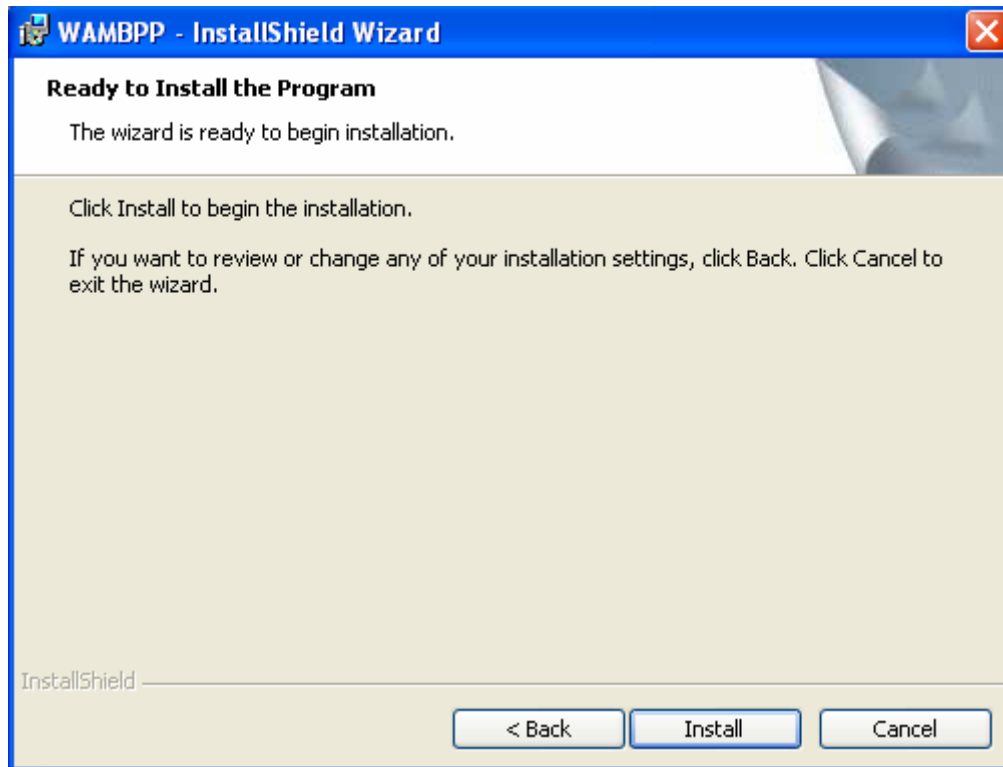 WAMBPP - InstallShield Wizard
Ready to Install the Program
The wizard is ready to begin installation.
Click Install to begin the installation.
If you want to review or change any of your installation settings, click Back. Click Cancel to
exit the wizard.
InstallShield
< Back
Install
Cancel